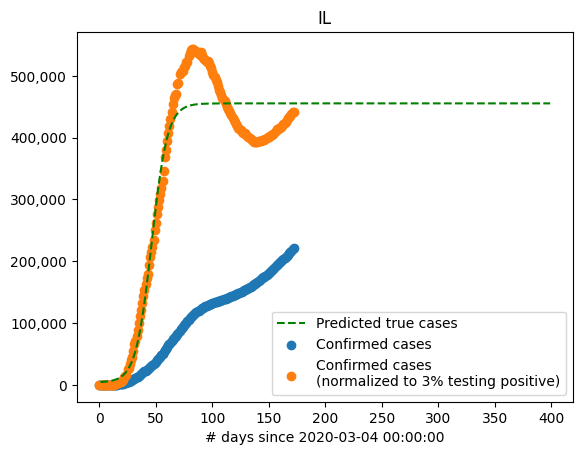 IL
500,000
400,000
300,000
200,000
100,000
0
0 50 100 150 200 250 300 350 400
# days since 2020-03-04 00:00:00
Predicted true cases
Confirmed cases
Confirmed cases
(normalized to 3% testing positive)